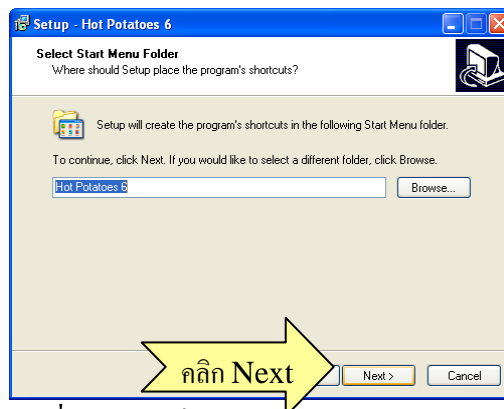 Setup - Hot Potatoes 6
Select Start Menu Folder
Where should Setup place the program's shortcuts?
Setup will create the program's shortcuts in the following Start Menu folder.
To continue, click Next. If you would like to select a different folder, click Browse.
Hot Potatoes 6
Browse...
คลิก Next
Next >
Cancel